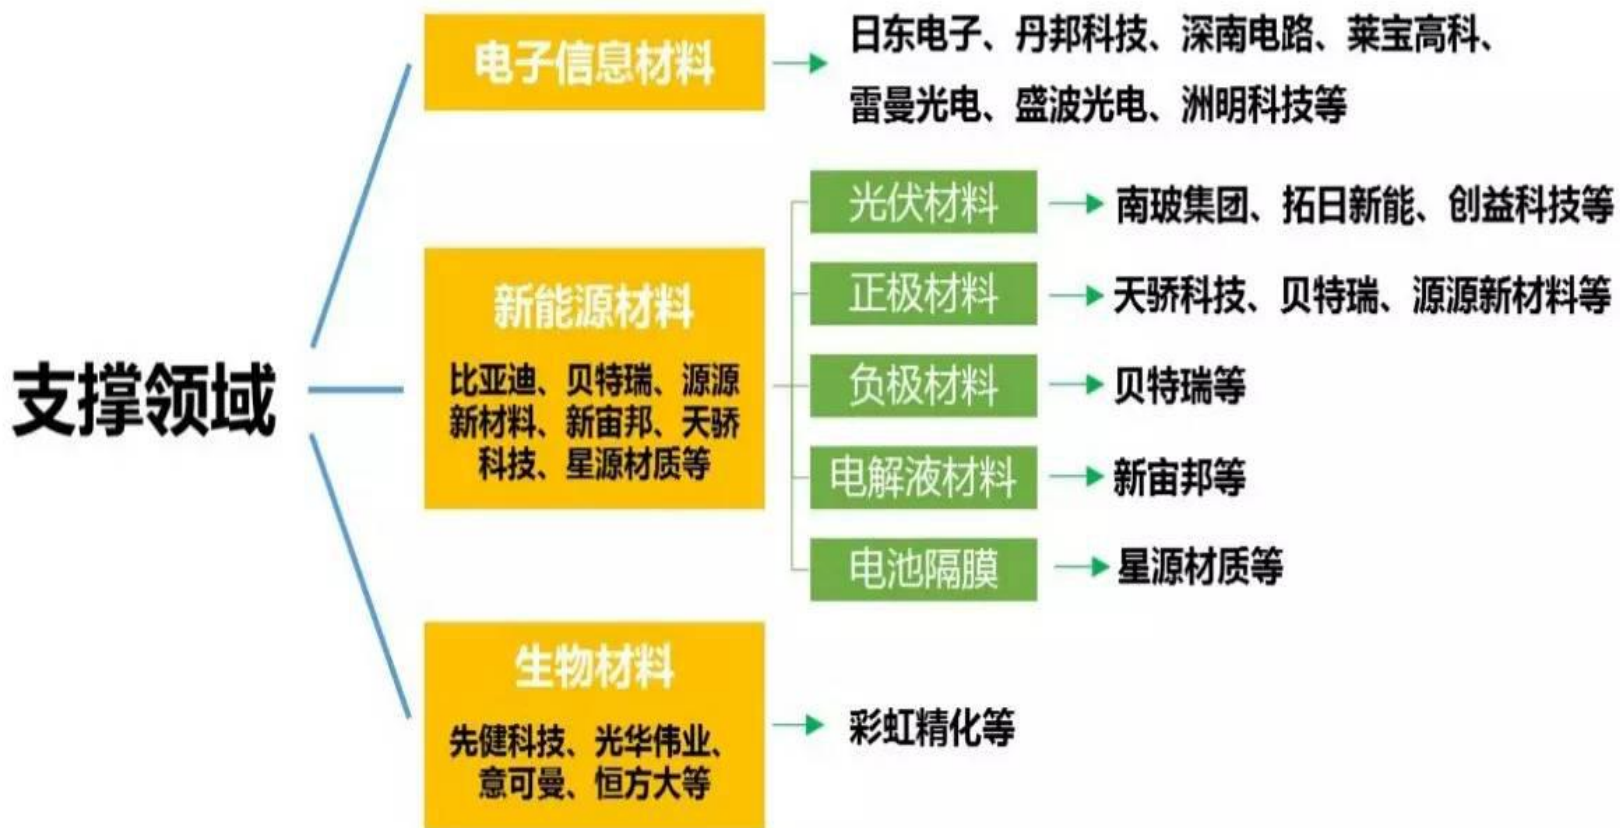 支撑领域
电子信息材料
日东电子、丹邦科技、深南电路、莱宝高科、
雷曼光电、盛波光电、洲明科技等
新能源材料
比亚迪、贝特瑞、源源
新材料、新宙邦、天骄
科技、星源材质等
光伏材料
南玻集团、拓日新能、创益科技等
正极材料
天骄科技、贝特瑞、源源新材料等
负极材料
贝特瑞等
电解液材料
新宙邦等
电池隔膜
星源材质等
生物材料
先健科技、光华伟业、
意可曼、恒方大等
彩虹精化等